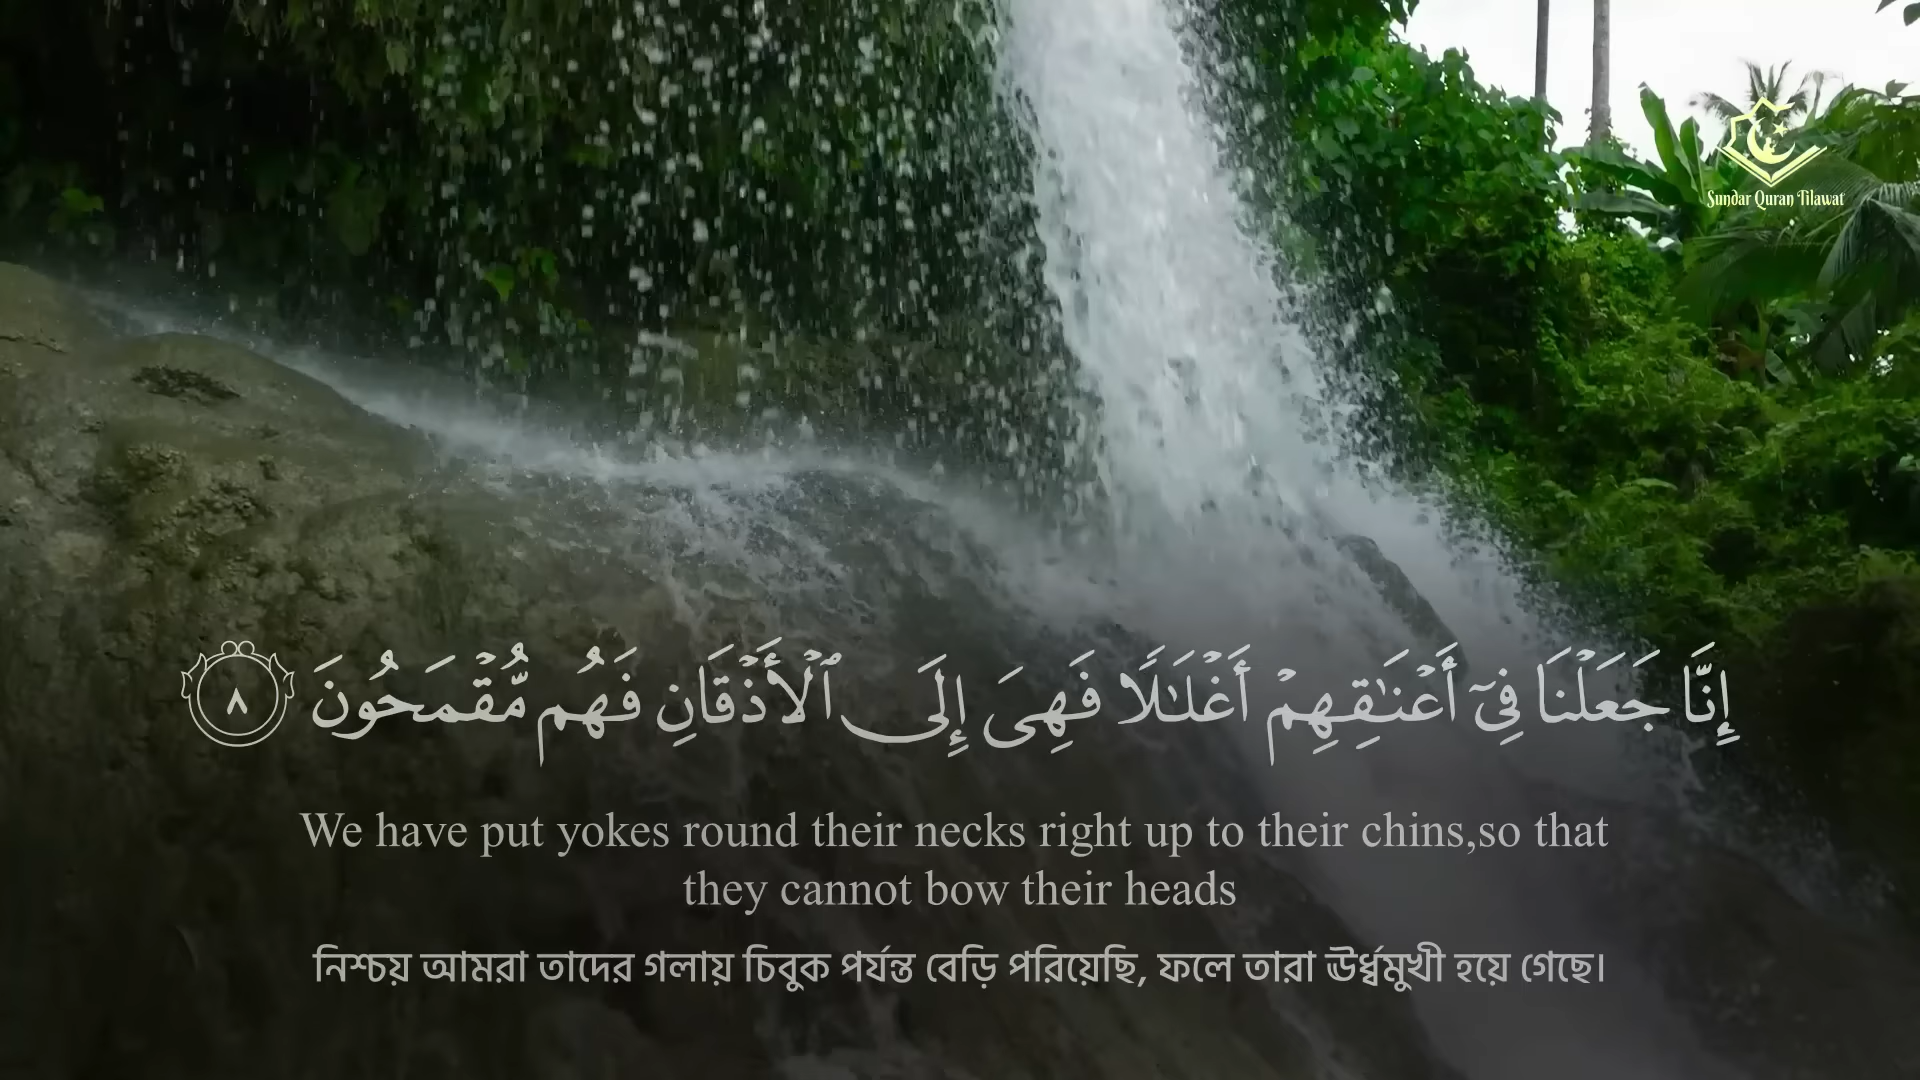 Sundar Quran Tilawat
إِنَّا جَعَلْنَا فِىٓ أَعْنَـٰقِهِمْ أَغْلَـٰلًا فَهِىَ إِلَى ٱلْأَذْقَانِ فَهُم مُّقْمَحُونَ ٨
We have put yokes round their necks right up to their chins,so that
they cannot bow their heads
নিশ্চয় আমরা তাদের গলায় চিবুক পর্যন্ত বেড়ি পরিয়েছি, ফলে তারা ঊর্ধ্বমুখী হয়ে গেছে।